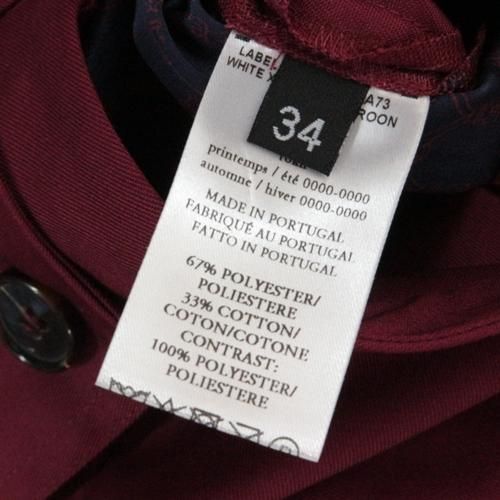 LABEL
WHITE
A73
ROON
34
printemps / été 0000-0000
automne / hiver 0000-0000
MADE IN PORTUGAL
FABRIQUÉ AU PORTUGAL
FATTO IN PORTUGAL
67% POLYESTER/
POLIESTERE
33% COTTON/
COTON/COTONE
CONTRAST:
100% POLYESTER/
POLIESTERE